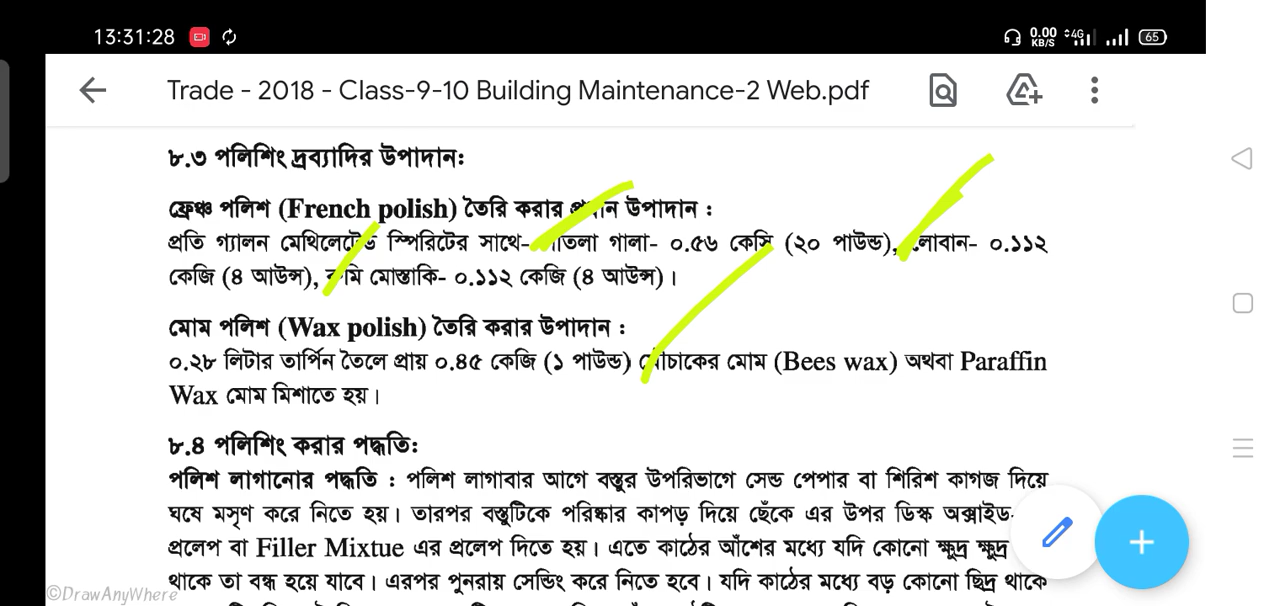 13:31:28 0.00 KB/S 4G 65
Trade - 2018 - Class-9-10 Building Maintenance-2 Web.pdf
৮.৩ পলিশিং দ্রব্যাদির উপাদান:
ফ্রেঞ্চ পলিশ (French polish) তৈরি করার প্রধান উপাদান :
প্রতি গ্যালন মেথিলেটেড স্পিরিটের সাথে- পাতলা গালা- ০.৫৬ কেসি (২০ পাউন্ড), লোবান- ০.১১২
কেজি (৪ আউন্স), রুমি মোস্তাকি- ০.১১২ কেজি (৪ আউন্স)।
মোম পলিশ (Wax polish) তৈরি করার উপাদান :
০.২৮ লিটার তার্পিন তৈলে প্রায় ০.৪৫ কেজি (১ পাউন্ড) মৌচাকের মোম (Bees wax) অথবা Paraffin
Wax মোম মিশাতে হয়।
৮.৪ পলিশিং করার পদ্ধতি:
পলিশ লাগানোর পদ্ধতি : পলিশ লাগাবার আগে বস্তুর উপরিভাগে সেন্ড পেপার বা শিরিশ কাগজ দিয়ে
ঘষে মসৃণ করে নিতে হয়। তারপর বস্তুটিকে পরিষ্কার কাপড় দিয়ে ছেঁকে এর উপর ডিস্ক অক্সাইড-
প্রলেপ বা Filler Mixtue এর প্রলেপ দিতে হয়। এতে কাঠের আঁশের মধ্যে যদি কোনো ক্ষুদ্র ক্ষুদ্র
থাকে তা বন্ধ হয়ে যাবে। এরপর পুনরায় সেন্ডিং করে নিতে হবে। যদি কাঠের মধ্যে বড় কোনো ছিদ্র থাকে
©DrawAnyWhere